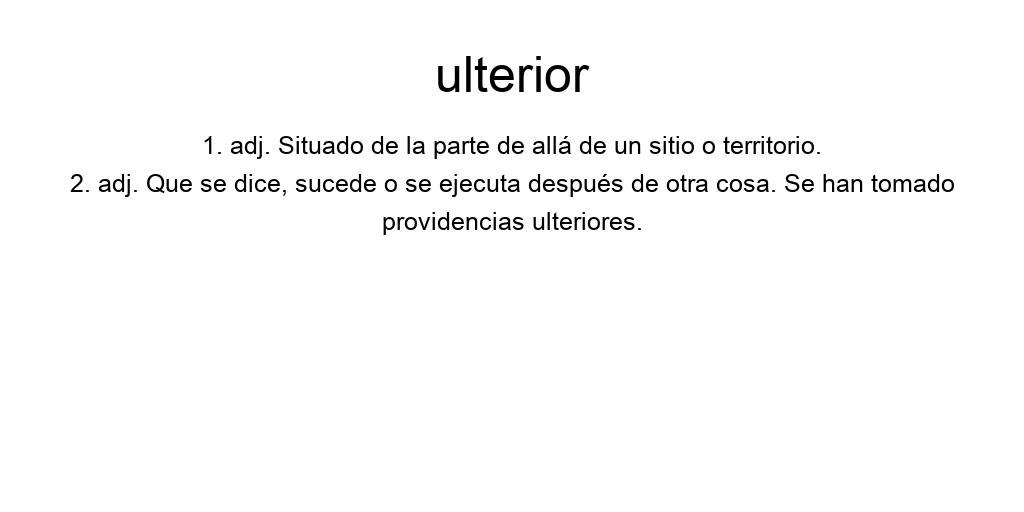 ulterior
1. adj. Situado de la parte de allá de un sitio o territorio.
2. adj. Que se dice, sucede o se ejecuta después de otra cosa. Se han tomado
providencias ulteriores.